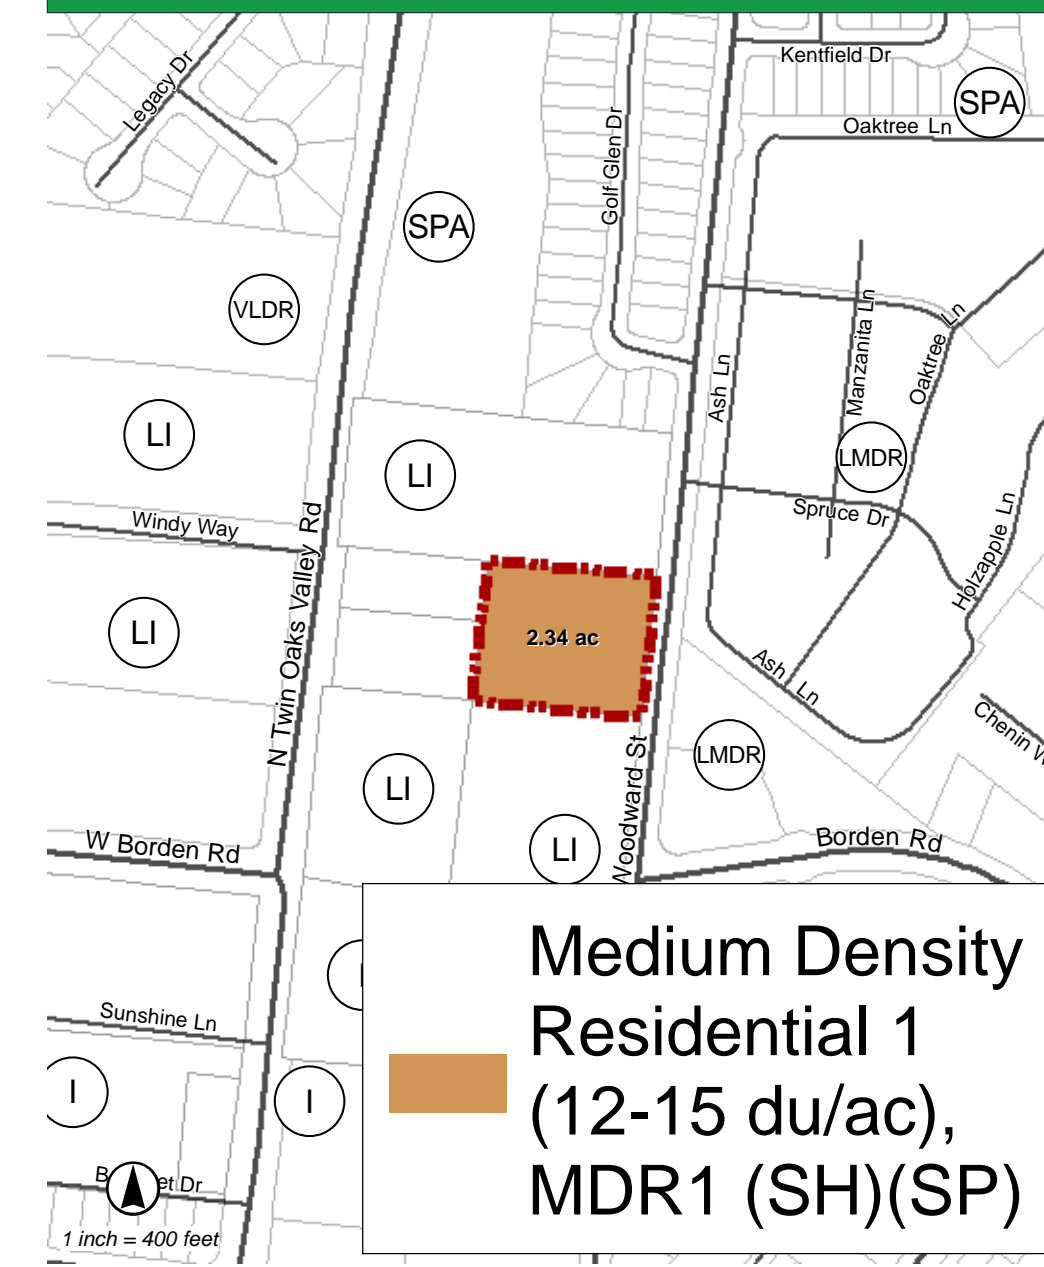 Kentfield Dr
Legacy Dr
SPA
Oaktree Ln
Golf Glen Dr
SPA
VLDR
Manzanita Ln
Oaktree Ln
Ash Ln
LI
LI
LMDR
Windy Way
Spruce Dr
Holzapple Ln
N Twin Oaks Valley Rd
LI
2.34 ac
Ash Ln
Chenin
LMDR
Woodward St
LI
W Borden Rd
LI
Borden Rd
Medium Density
Residential 1
(12-15 du/ac),
MDR1 (SH)(SP)
Sunshine Ln
I
I
et Dr
1 inch = 400 feet